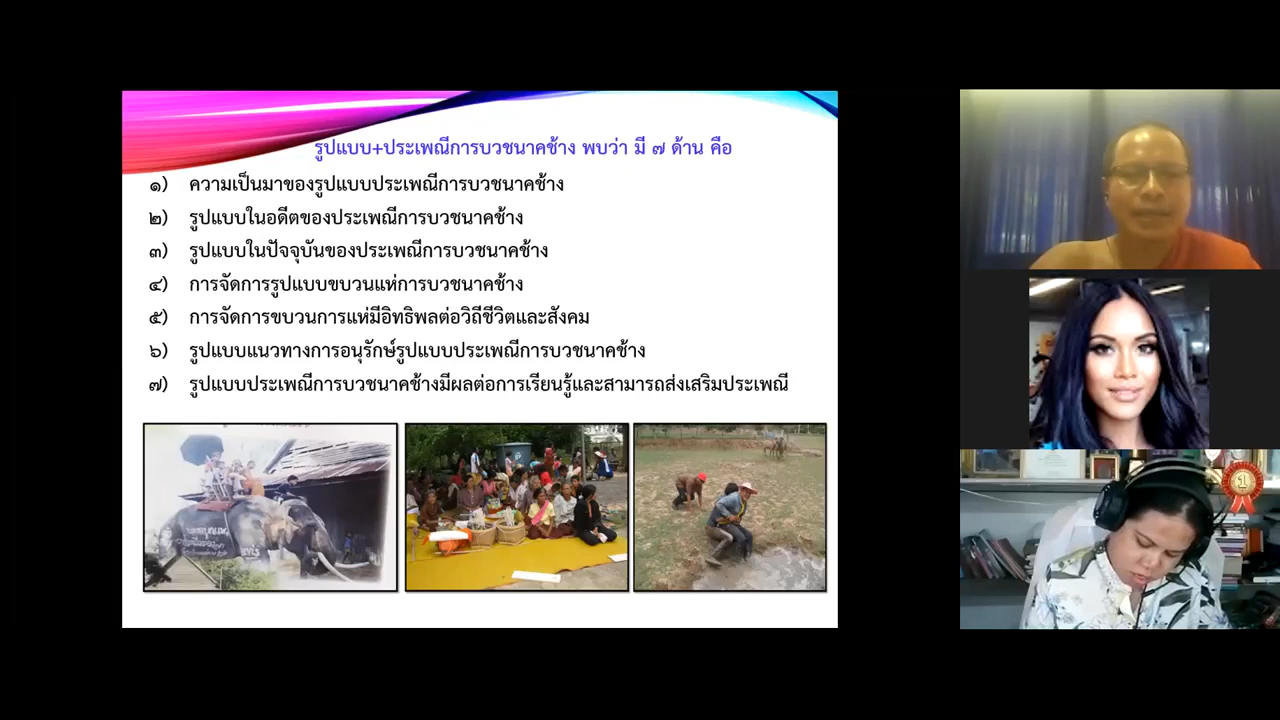 รูปแบบ+ประเพณีการบวชนาคช้าง พบว่า มี ๗ ด้าน คือ
๑) ความเป็นมาของรูปแบบประเพณีการบวชนาคช้าง
๒) รูปแบบในอดีตของประเพณีการบวชนาคช้าง
๓) รูปแบบในปัจจุบันของประเพณีการบวชนาคช้าง
๔) การจัดการรูปแบบขบวนแห่การบวชนาคช้าง
๕) การจัดการขบวนการแห่มีอิทธิพลต่อวิถีชีวิตและสังคม
๖) รูปแบบแนวทางการอนุรักษ์รูปแบบประเพณีการบวชนาคช้าง
๗) รูปแบบประเพณีการบวชนาคช้างมีผลต่อการเรียนรู้และสามารถส่งเสริมประเพณี
1